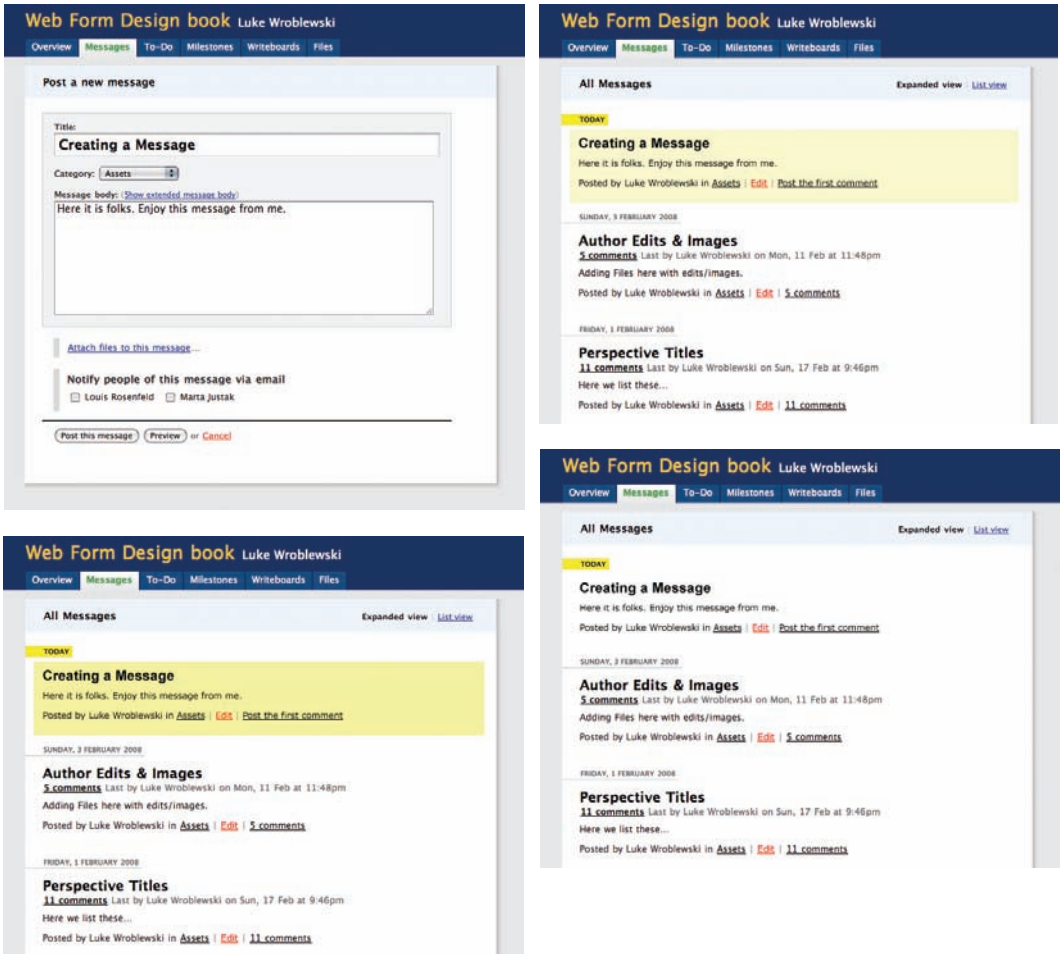 Web Form Design book Luke Wroblewski
Overview Messages To-Do Milestones Writeboards Files
Post a new message
Title:
Creating a Message
Category: Assets
Message body: (Show extended message body)
Here it is folks. Enjoy this message from me.
Attach files to this message...
Notify people of this message via email
Louis Rosenfeld Marta Justak
Post this message Preview or Cancel
Web Form Design book Luke Wroblewski
Overview Messages To-Do Milestones Writeboards Files
All Messages Expanded view | List view
TODAY
Creating a Message
Here it is folks. Enjoy this message from me.
Posted by Luke Wroblewski in Assets | Edit | Post the first comment
SUNDAY, 3 FEBRUARY 2008
Author Edits & Images
5 comments Last by Luke Wroblewski on Mon, 11 Feb at 11:48pm
Adding Files here with edits/images.
Posted by Luke Wroblewski in Assets | Edit | 5 comments
FRIDAY, 1 FEBRUARY 2008
Perspective Titles
11 comments Last by Luke Wroblewski on Sun, 17 Feb at 9:46pm
Here we list these...
Posted by Luke Wroblewski in Assets | Edit | 11 comments
Web Form Design book Luke Wroblewski
Overview Messages To-Do Milestones Writeboards Files
All Messages Expanded view | List view
TODAY
Creating a Message
Here it is folks. Enjoy this message from me.
Posted by Luke Wroblewski in Assets | Edit | Post the first comment
SUNDAY, 3 FEBRUARY 2008
Author Edits & Images
5 comments Last by Luke Wroblewski on Mon, 11 Feb at 11:48pm
Adding Files here with edits/images.
Posted by Luke Wroblewski in Assets | Edit | 5 comments
FRIDAY, 1 FEBRUARY 2008
Perspective Titles
11 comments Last by Luke Wroblewski on Sun, 17 Feb at 9:46pm
Here we list these...
Posted by Luke Wroblewski in Assets | Edit | 11 comments
Web Form Design book Luke Wroblewski
Overview Messages To-Do Milestones Writeboards Files
All Messages Expanded view | List view
TODAY
Creating a Message
Here it is folks. Enjoy this message from me.
Posted by Luke Wroblewski in Assets | Edit | Post the first comment
SUNDAY, 3 FEBRUARY 2008
Author Edits & Images
5 comments Last by Luke Wroblewski on Mon, 11 Feb at 11:48pm
Adding Files here with edits/images.
Posted by Luke Wroblewski in Assets | Edit | 5 comments
FRIDAY, 1 FEBRUARY 2008
Perspective Titles
11 comments Last by Luke Wroblewski on Sun, 17 Feb at 9:46pm
Here we list these...
Posted by Luke Wroblewski in Assets | Edit | 11 comments